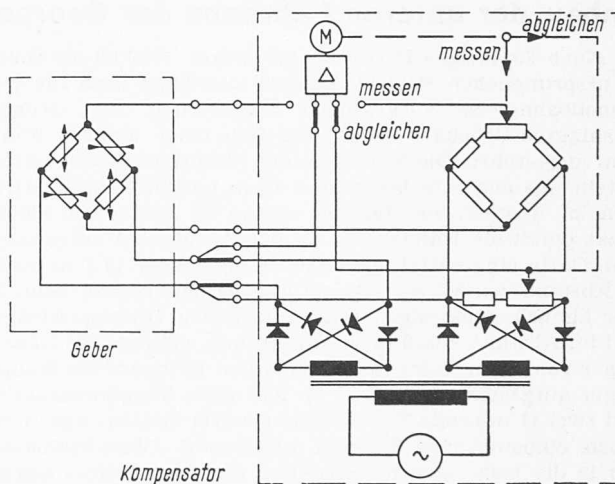 M
abgleichen
messen
messen
abgleichen
Geber
Kompensator